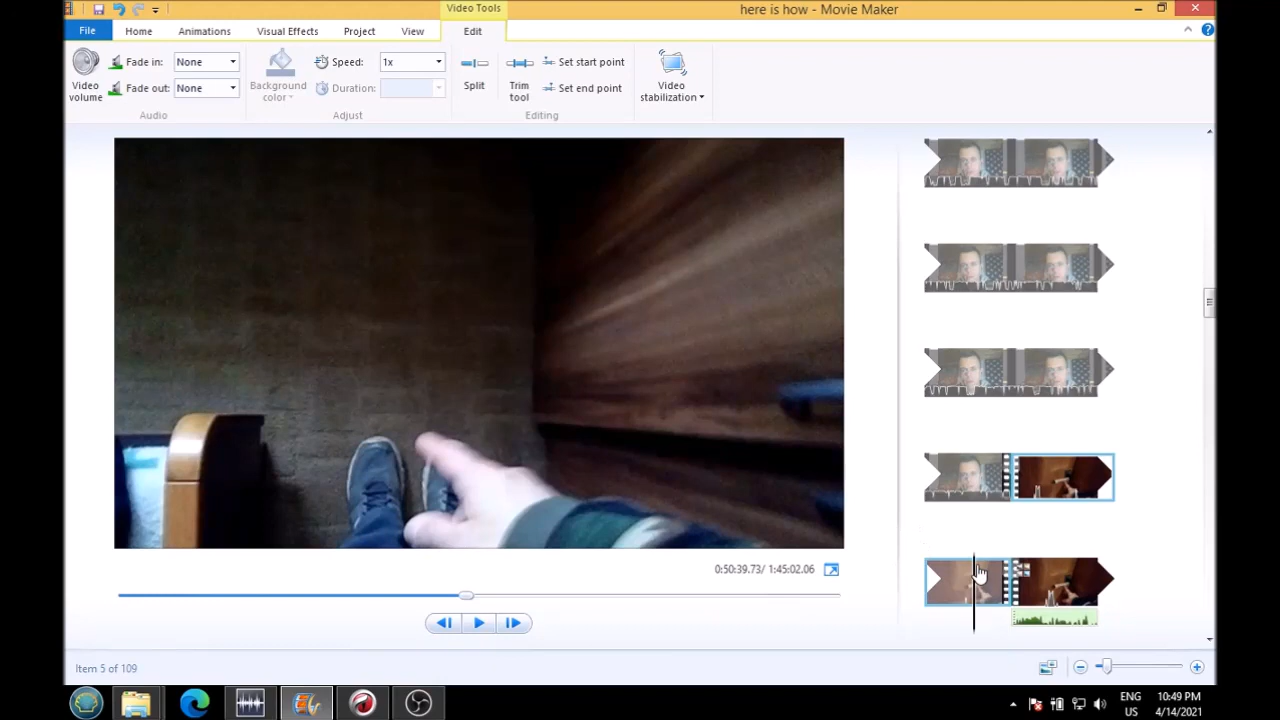 Video Tools
here is how - Movie Maker
File Home Animations Visual Effects Project View Edit
Fade in: None Speed: 1x Set start point
Video volume Fade out: None Background color Duration: Split Trim tool Set end point Video stabilization
Audio Adjust Editing
0:50:39.73/ 1:45:02.06
Item 5 of 109
ENG 10:49 PM
US 4/14/2021